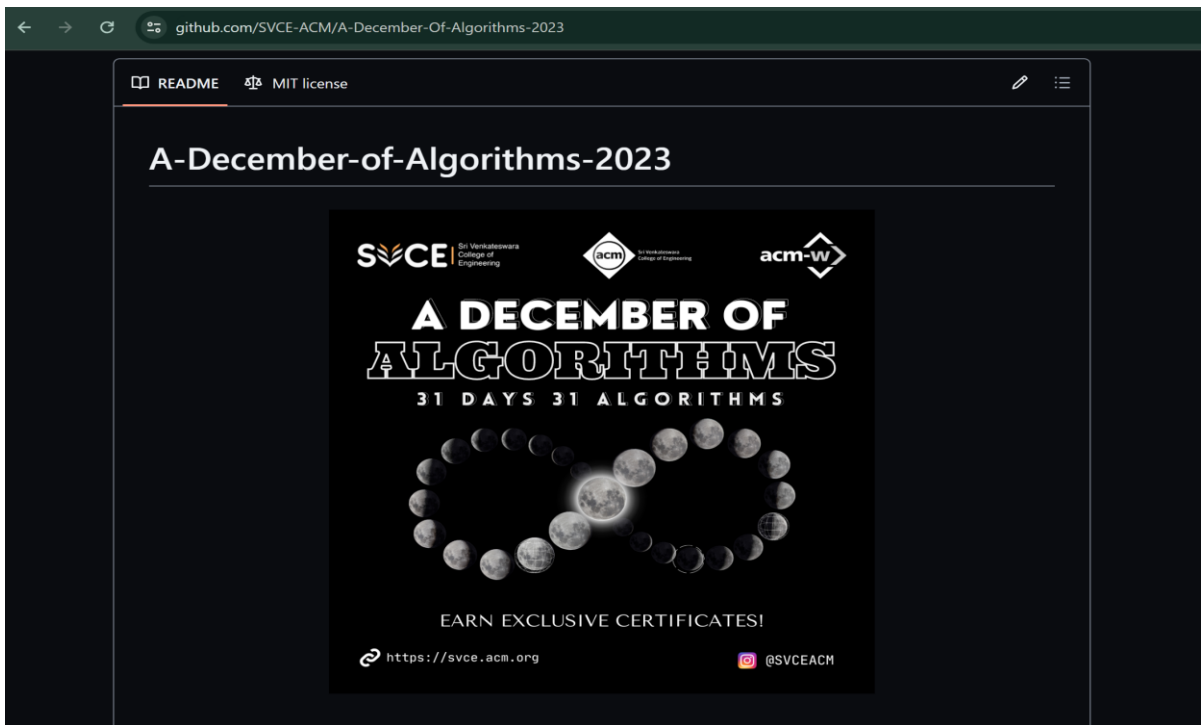 github.com/SVCE-ACM/A-December-Of-Algorithms-2023
README MIT license
A-December-of-Algorithms-2023
SVCE Sri Venkateswara
College of
Engineering
acm Sri Venkateswara
College of Engineering
acm-w
A DECEMBER OF
ALGORITHMS
31 DAYS 31 ALGORITHMS
EARN EXCLUSIVE CERTIFICATES!
https://svce.acm.org @SVCEACM